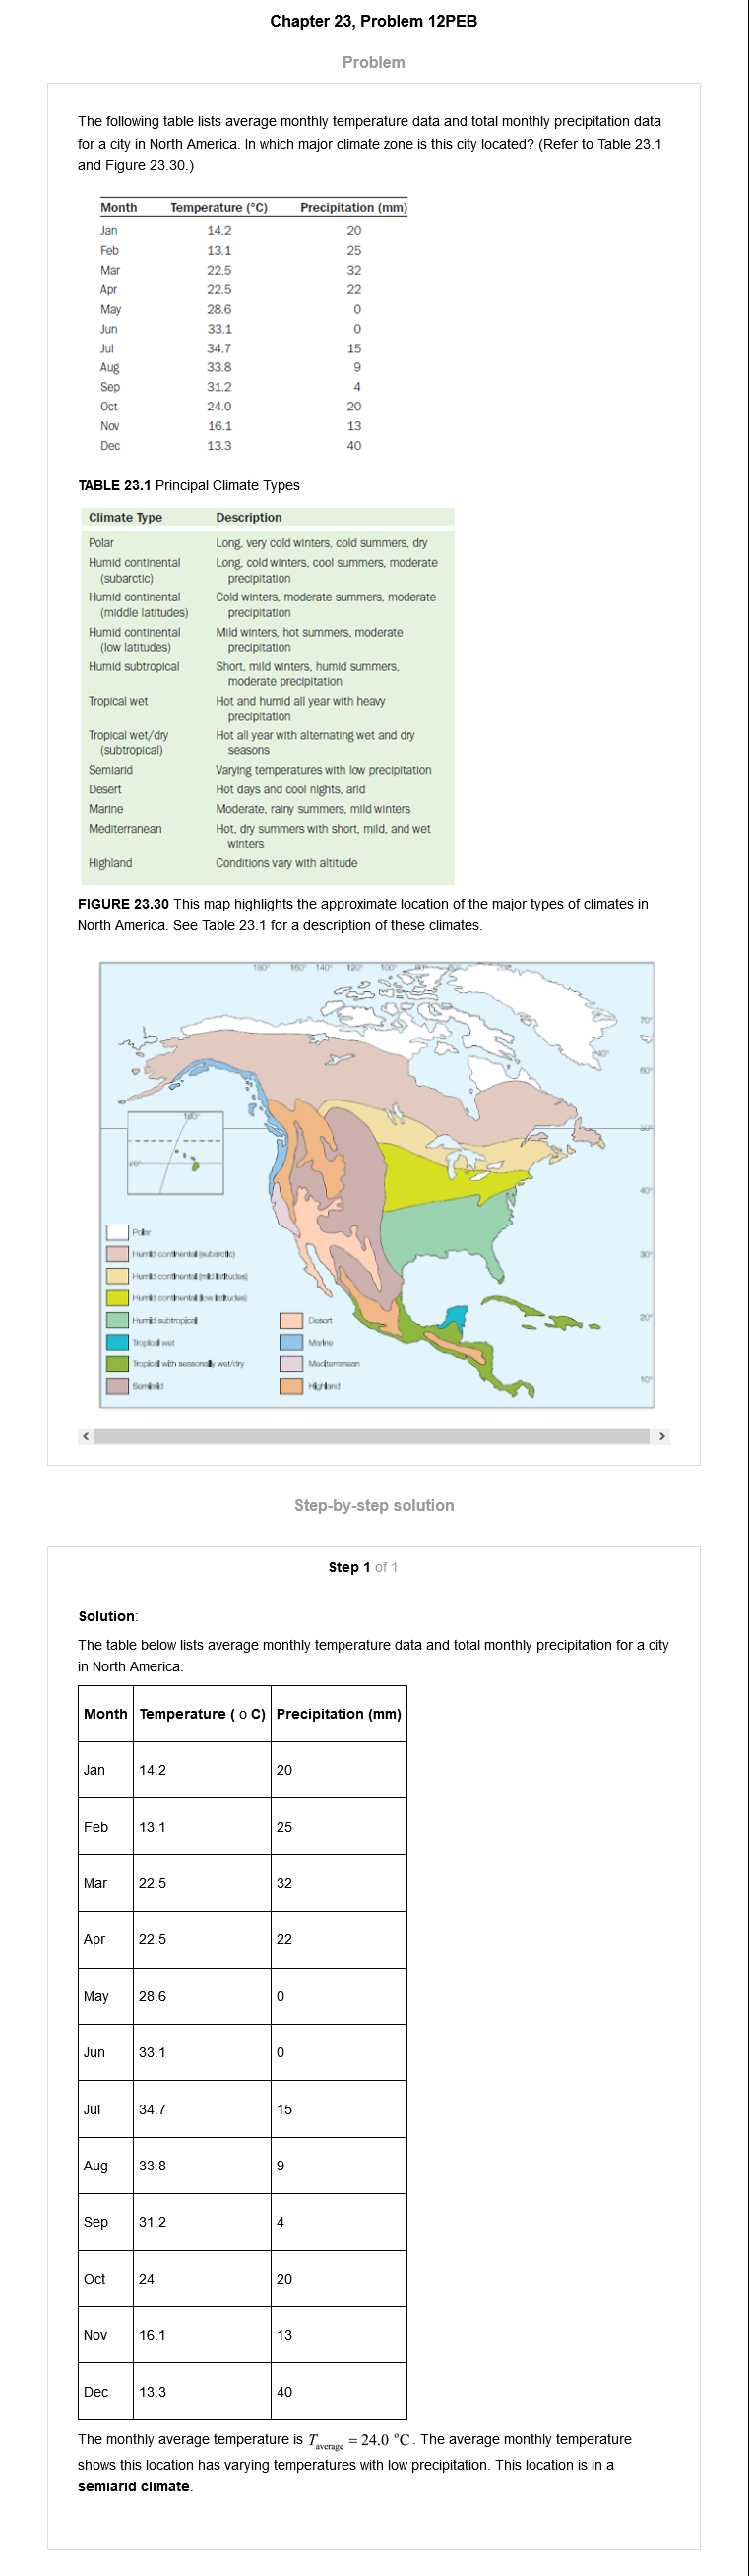 Chapter 23, Problem 12PEB
Problem
The following table lists average monthly temperature data and total monthly precipitation data
for a city in North America. In which major climate zone is this city located? (Refer to Table 23.1
and Figure 23.30.)
Month Temperature (°C) Precipitation (mm)
Jan 14.2 20
Feb 13.1 25
Mar 22.5 32
Apr 22.5 22
May 28.6 0
Jun 33.1 0
Jul 34.7 15
Aug 33.8 9
Sep 31.2 4
Oct 24.0 20
Nov 16.1 13
Dec 13.3 40
TABLE 23.1 Principal Climate Types
Climate Type Description
Polar Long, very cold winters, cold summers, dry
Humid continental Long, cold winters, cool summers, moderate
(subarctic) precipitation
Humid continental Cold winters, moderate summers, moderate
(middle latitudes) precipitation
Humid continental Mild winters, hot summers, moderate
(low latitudes) precipitation
Humid subtropical Short, mild winters, humid summers,
moderate precipitation
Tropical wet Hot and humid all year with heavy
precipitation
Tropical wet/dry Hot all year with alternating wet and dry
(subtropical) seasons
Semiarid Varying temperatures with low precipitation
Desert Hot days and cool nights, arid
Marine Moderate, rainy summers, mild winters
Mediterranean Hot, dry summers with short, mild, and wet
winters
Highland Conditions vary with altitude
FIGURE 23.30 This map highlights the approximate location of the major types of climates in
North America. See Table 23.1 for a description of these climates.
180° 160° 140° 120° 100°
70°
60°
50°
160°
20°
40°
Polar
Humid continental (subarctic)
30°
Humid continental (mid latitudes)
Humid continental (low latitudes)
Humid subtropical Desert
20°
Tropical wet Marine
Tropical with seasonally wet/dry Mediterranean
Semiarid Highland
10°
< >
Step-by-step solution
Step 1 of 1
Solution:
The table below lists average monthly temperature data and total monthly precipitation for a city
in North America.
Month Temperature ( o C) Precipitation (mm)
Jan 14.2 20
Feb 13.1 25
Mar 22.5 32
Apr 22.5 22
May 28.6 0
Jun 33.1 0
Jul 34.7 15
Aug 33.8 9
Sep 31.2 4
Oct 24 20
Nov 16.1 13
Dec 13.3 40
The monthly average temperature is T average = 24.0 °C. The average monthly temperature
shows this location has varying temperatures with low precipitation. This location is in a
semiarid climate.